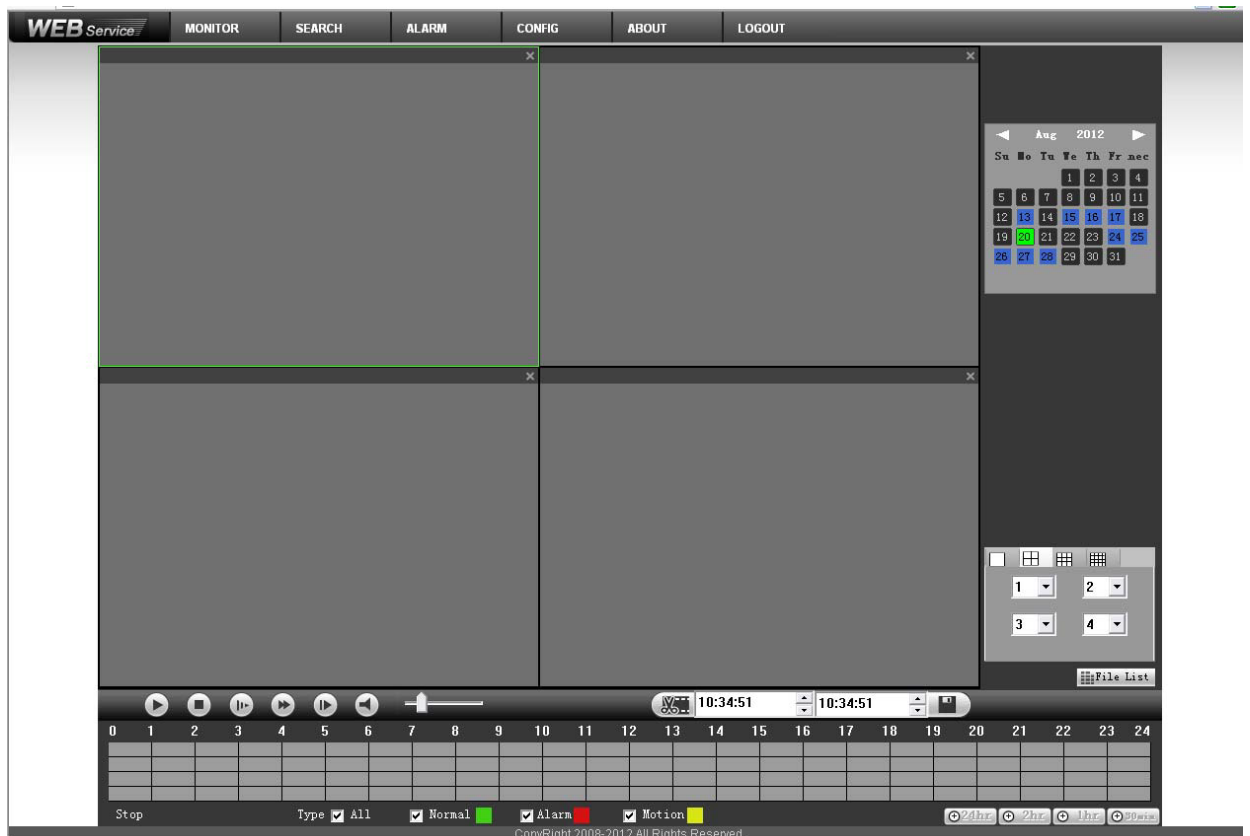 WEB Service MONITOR SEARCH ALARM CONFIG ABOUT LOGOUT
Aug 2012
Su Mo Tu We Th Fr nec
1 2 3 4
5 6 7 8 9 10 11
12 13 14 15 16 17 18
19 20 21 22 23 24 25
26 27 28 29 30 31
1 2
3 4
File List
10:34:51 10:34:51
0 1 2 3 4 5 6 7 8 9 10 11 12 13 14 15 16 17 18 19 20 21 22 23 24
Stop Type All Normal Alarm Motion 24hr 2hr 1hr 30min
CopyRight 2008-2012 All Rights Reserved